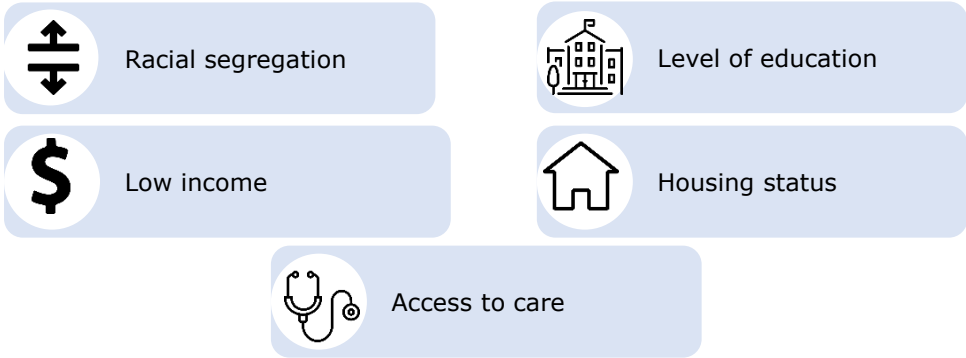 Racial segregation
Level of education
Low income
Housing status
Access to care